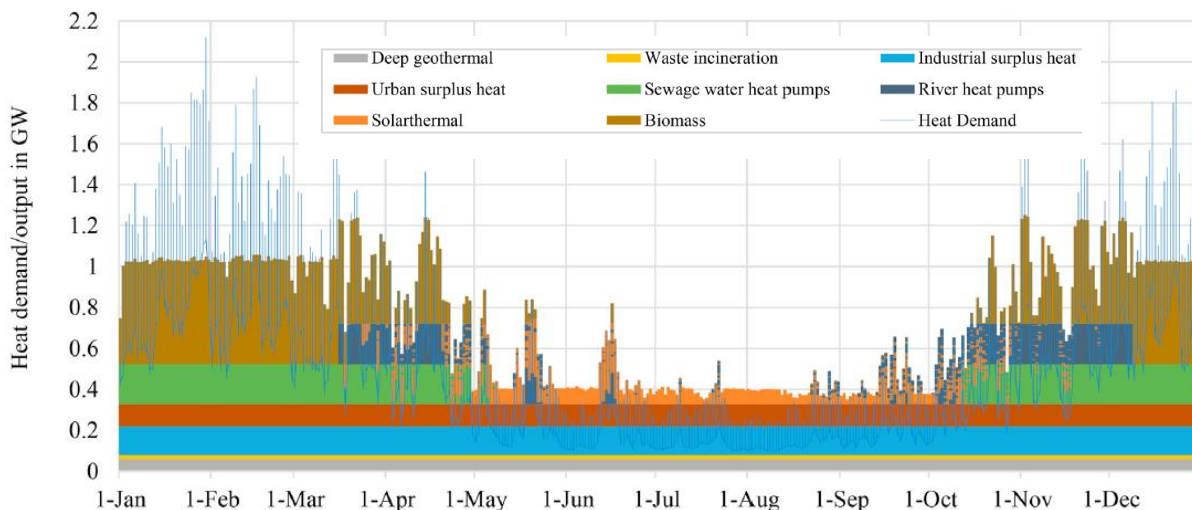 Heat demand/output in GW
2.2
2
1.8
1.6
1.4
1.2
1
0.8
0.6
0.4
0.2
0
Deep geothermal Waste incineration Industrial surplus heat
Urban surplus heat Sewage water heat pumps River heat pumps
Solarthermal Biomass Heat Demand
1-Jan 1-Feb 1-Mar 1-Apr 1-May 1-Jun 1-Jul 1-Aug 1-Sep 1-Oct 1-Nov 1-Dec